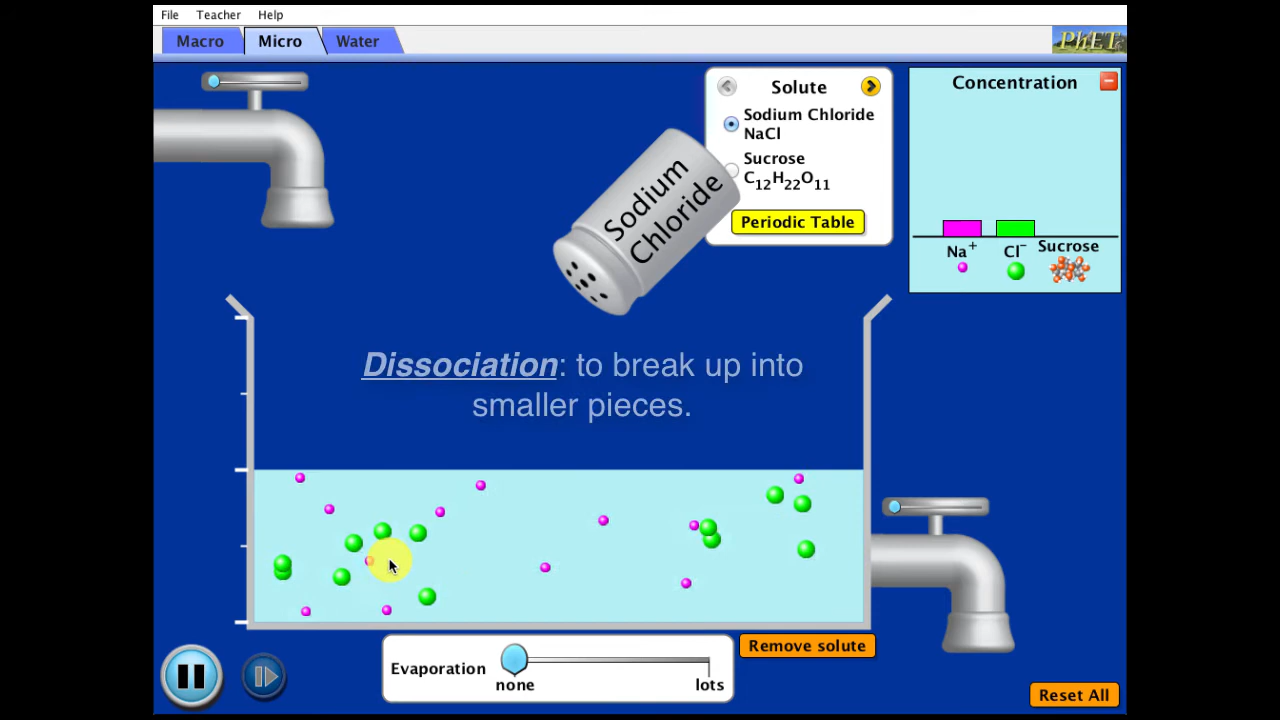 File Teacher Help
Macro Micro Water
PhET
Solute
Sodium Chloride
NaCl
Sucrose
C₁₂H₂₂O₁₁
Periodic Table
Concentration
Na⁺ Cl⁻ Sucrose
Sodium
Chloride
Dissociation: to break up into
smaller pieces.
Evaporation
none lots
Remove solute
Reset All